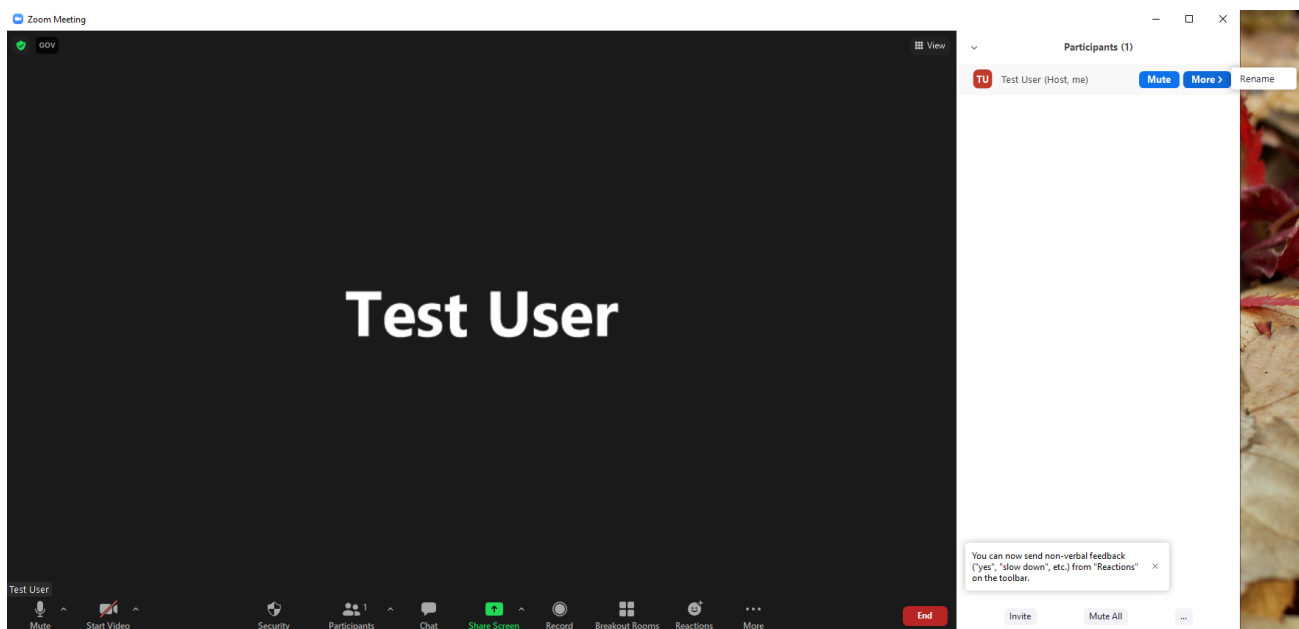 Zoom Meeting
GOV
View
Participants (1)
TU Test User (Host, me) Mute More Rename
Test User
You can now send non-verbal feedback
("yes", "slow down", etc.) from "Reactions"
on the toolbar.
Test User
Mute Start Video Security Participants 1 Chat Share Screen Record Breakout Rooms Reactions More End
Invite Mute All ...